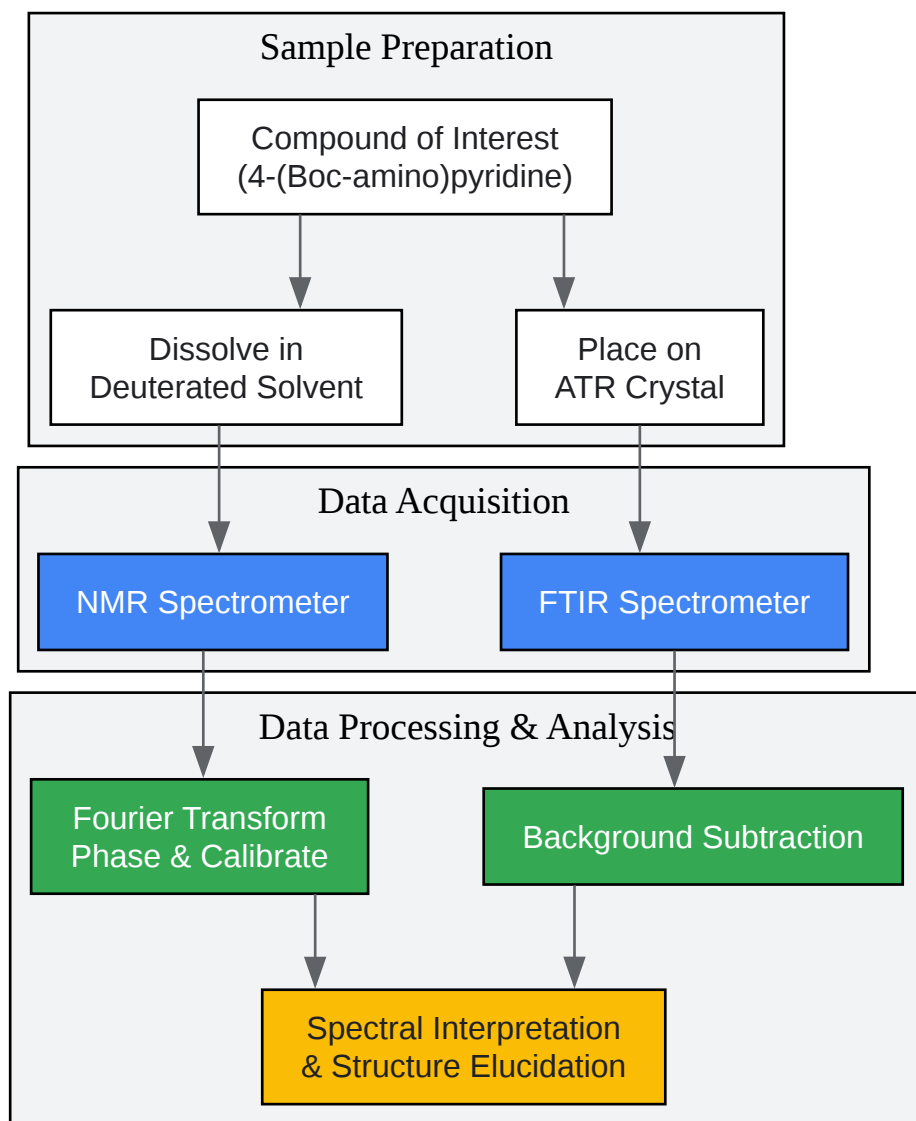 Sample Preparation
Compound of Interest
(4-(Boc-amino)pyridine)
Dissolve in
Deuterated Solvent
Place on
ATR Crystal
Data Acquisition
NMR Spectrometer
FTIR Spectrometer
Data Processing & Analysis
Fourier Transform
Phase & Calibrate
Background Subtraction
Spectral Interpretation
& Structure Elucidation